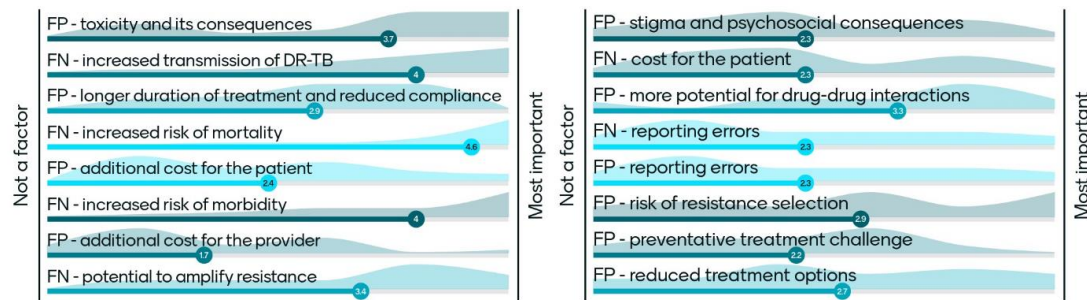 Not a factor
FP - toxicity and its consequences
3.7
FN - increased transmission of DR-TB
4
FP - longer duration of treatment and reduced compliance
2.9
FN - increased risk of mortality
4.6
FP - additional cost for the patient
2.4
FN - increased risk of morbidity
4
FP - additional cost for the provider
1.7
FN - potential to amplify resistance
3.4
Most important
Not a factor
FP - stigma and psychosocial consequences
2.3
FN - cost for the patient
2.3
FP - more potential for drug-drug interactions
3.3
FN - reporting errors
2.3
FP - reporting errors
2.3
FP - risk of resistance selection
2.9
FP - preventative treatment challenge
2.2
FP - reduced treatment options
2.7
Most important